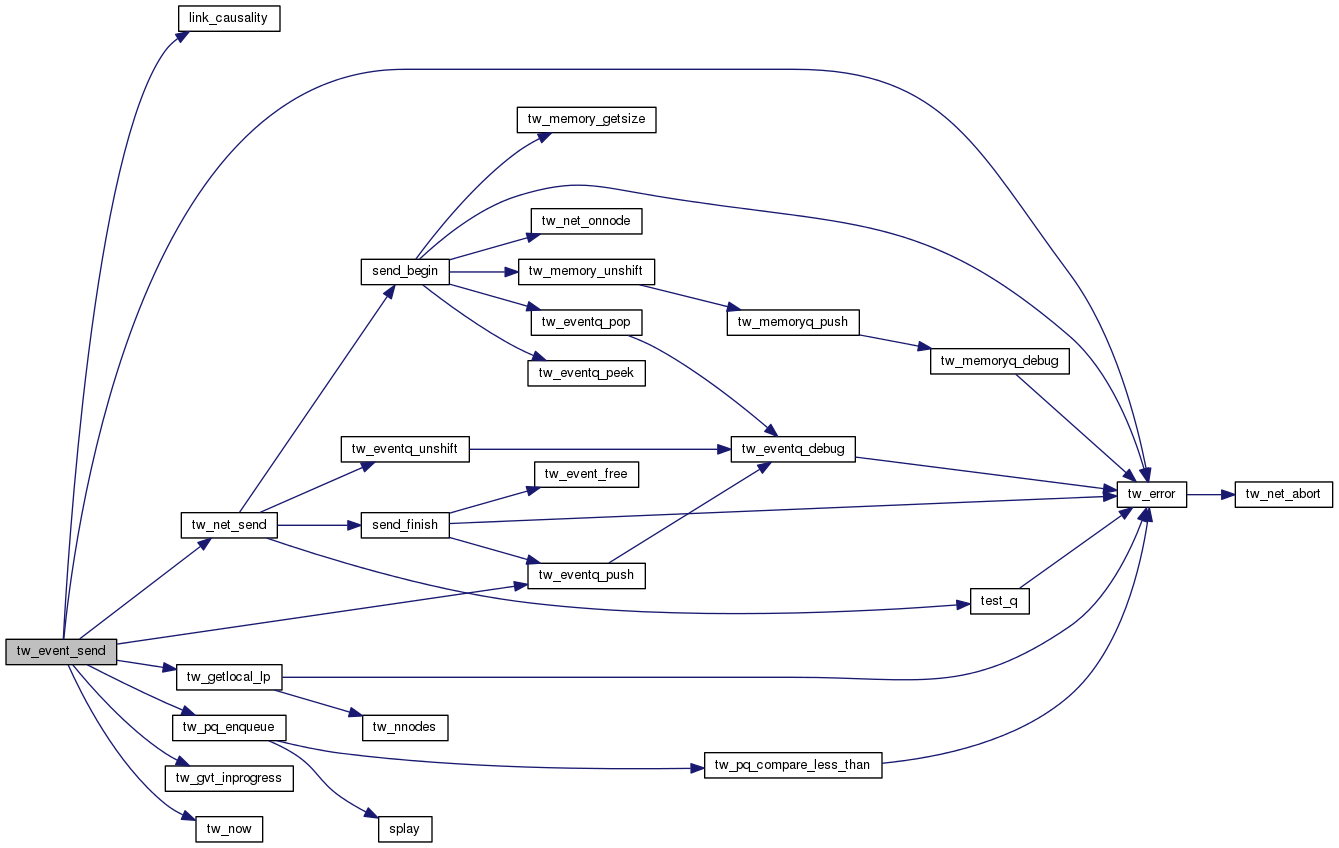 link_causality
tw_memory_getsize
tw_net_onnode
send_begin
tw_memory_unshift
tw_eventq_pop
tw_memoryq_push
tw_memoryq_debug
tw_eventq_peek
tw_eventq_unshift
tw_eventq_debug
tw_event_free
tw_error
tw_net_abort
tw_net_send
send_finish
tw_eventq_push
test_q
tw_event_send
tw_getlocal_lp
tw_pq_enqueue
tw_nnodes
tw_pq_compare_less_than
tw_gvt_inprogress
tw_now
splay